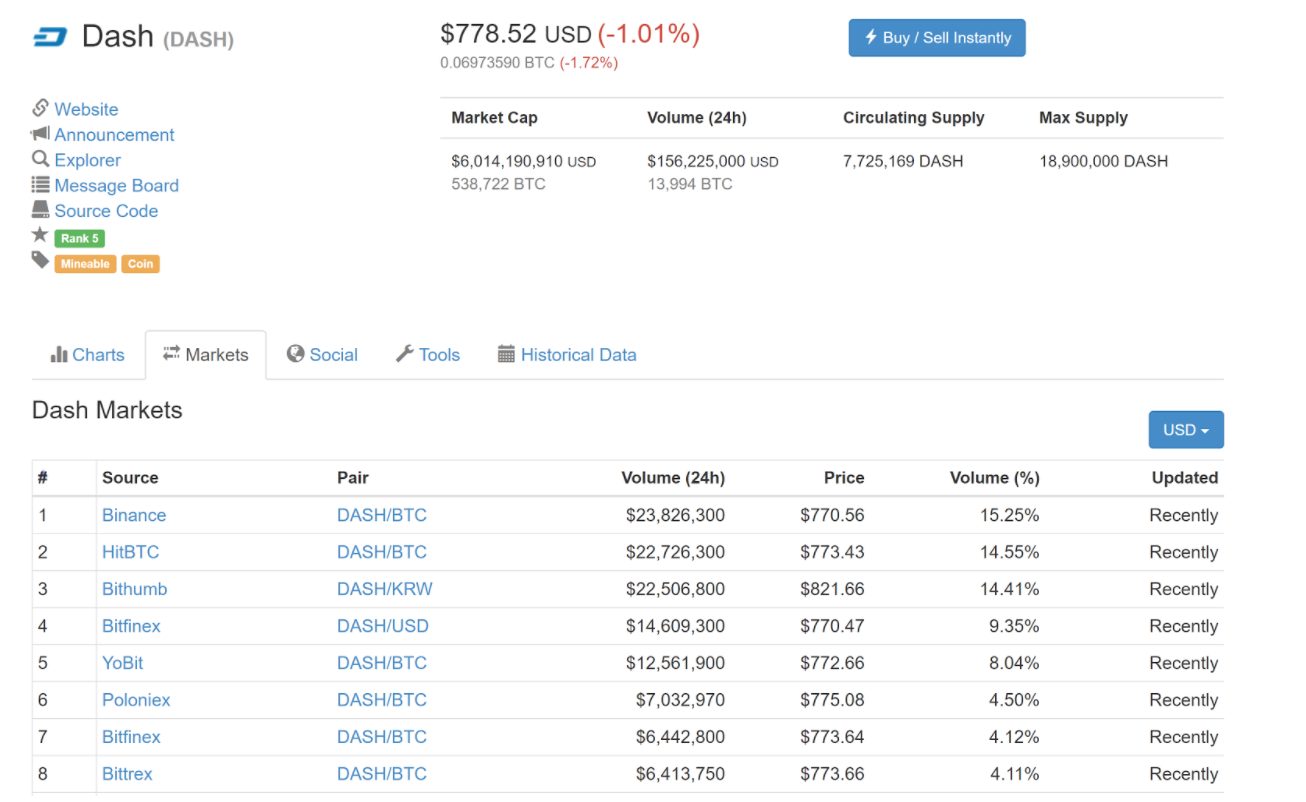 Dash (DASH)
$778.52 USD (-1.01%)
0.06973590 BTC (-1.72%)
Buy / Sell Instantly
Website
Announcement
Explorer
Message Board
Source Code
Rank 5
Mineable Coin
Market Cap Volume (24h) Circulating Supply Max Supply
$6,014,190,910 USD $156,225,000 USD 7,725,169 DASH 18,900,000 DASH
538,722 BTC 13,994 BTC
Charts Markets Social Tools Historical Data
Dash Markets
USD
# Source Pair Volume (24h) Price Volume (%) Updated
1 Binance DASH/BTC $23,826,300 $770.56 15.25% Recently
2 HitBTC DASH/BTC $22,726,300 $773.43 14.55% Recently
3 Bithumb DASH/KRW $22,506,800 $821.66 14.41% Recently
4 Bitfinex DASH/USD $14,609,300 $770.47 9.35% Recently
5 YoBit DASH/BTC $12,561,900 $772.66 8.04% Recently
6 Poloniex DASH/BTC $7,032,970 $775.08 4.50% Recently
7 Bitfinex DASH/BTC $6,442,800 $773.64 4.12% Recently
8 Bittrex DASH/BTC $6,413,750 $773.66 4.11% Recently